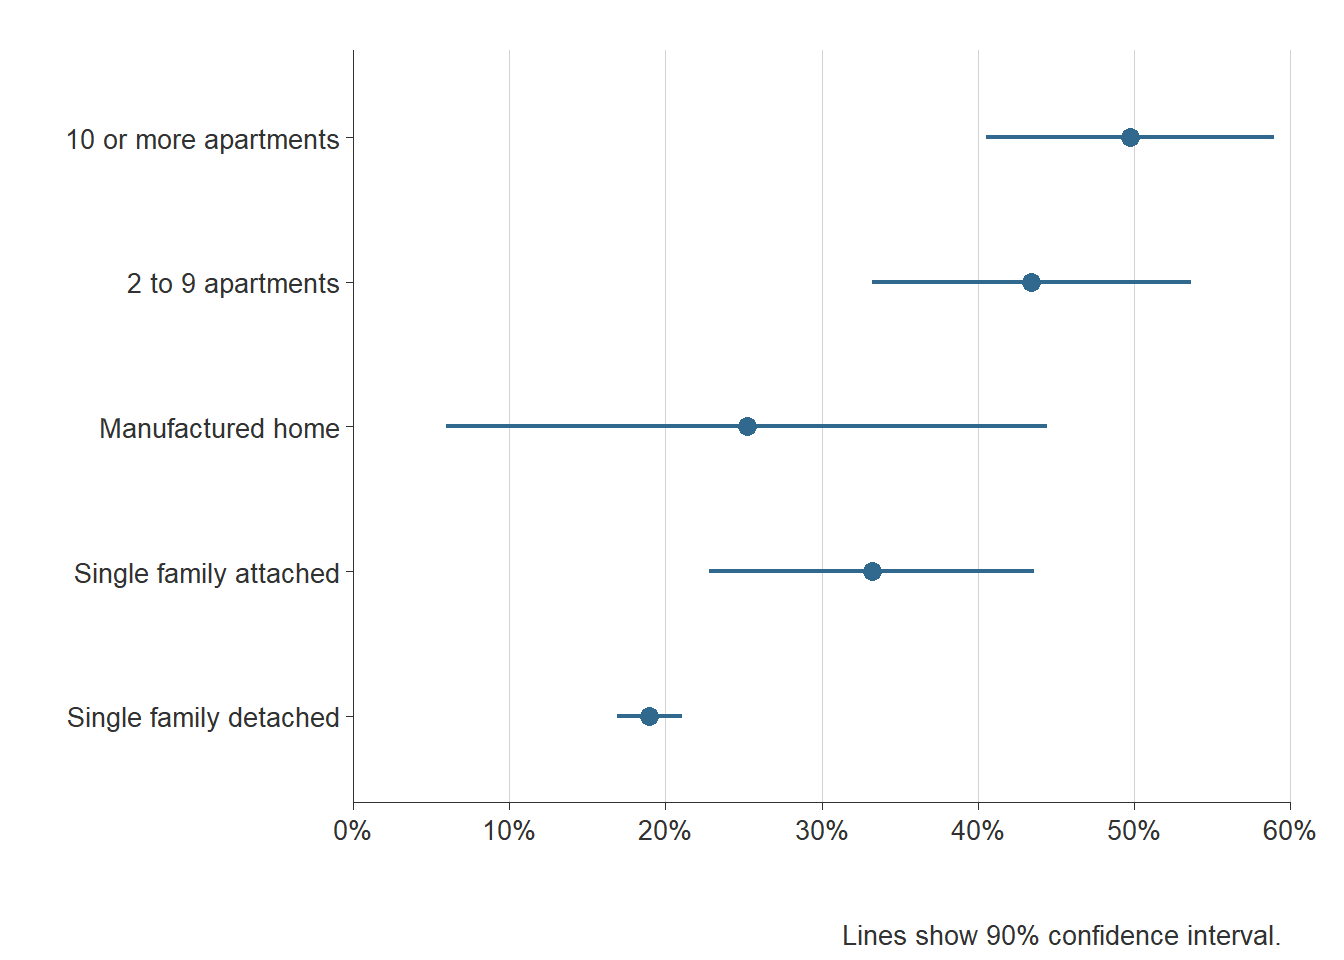 10 or more apartments
2 to 9 apartments
Manufactured home
Single family attached
Single family detached
0% 10% 20% 30% 40% 50% 60%
Lines show 90% confidence interval.